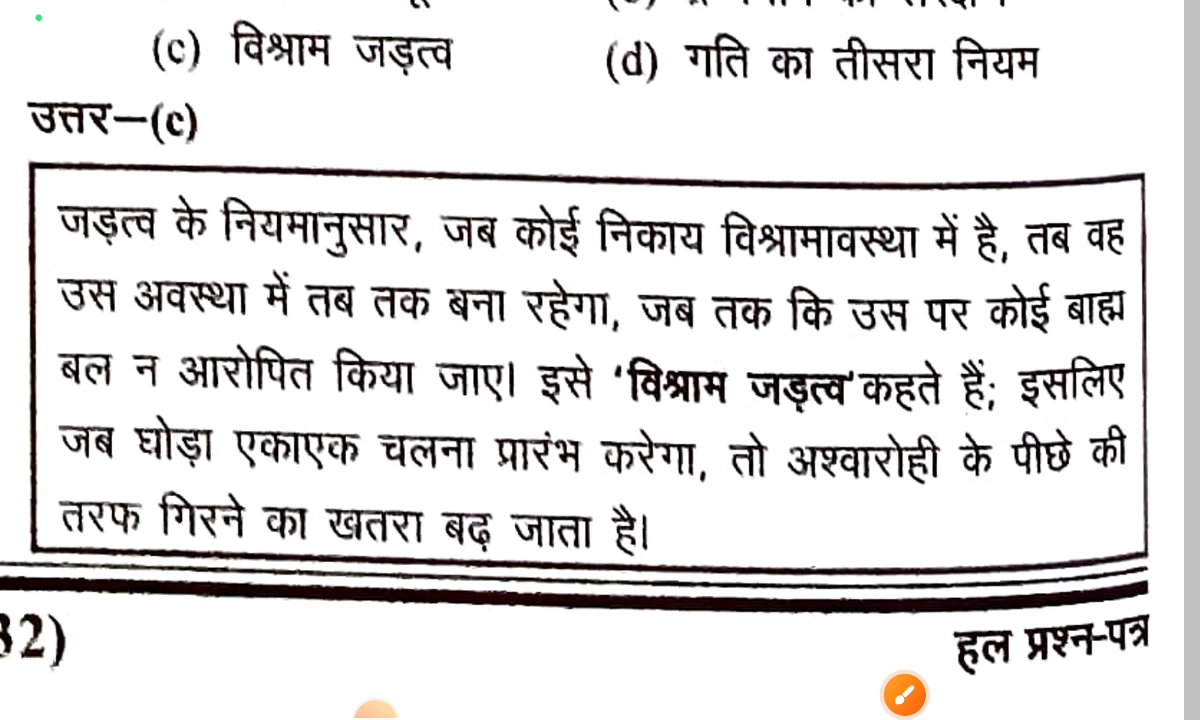 (c) विश्राम जड़त्व (d) गति का तीसरा नियम
उत्तर—(c)
जड़त्व के नियमानुसार, जब कोई निकाय विश्रामावस्था में है, तब वह
उस अवस्था में तब तक बना रहेगा, जब तक कि उस पर कोई बाह्य
बल न आरोपित किया जाए। इसे 'विश्राम जड़त्व' कहते हैं; इसलिए
जब घोड़ा एकाएक चलना प्रारंभ करेगा, तो अश्वारोही के पीछे की
तरफ गिरने का खतरा बढ़ जाता है।
32)
हल प्रश्न-पत्र